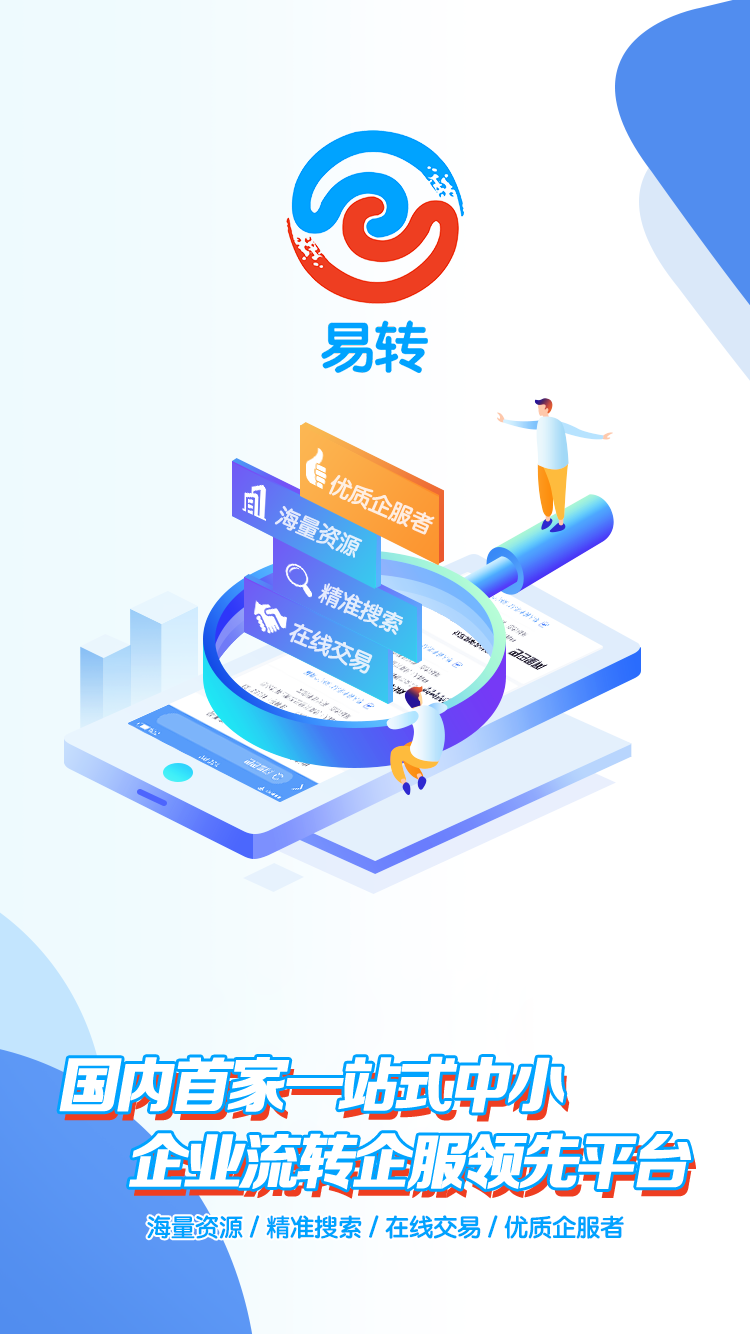 易转
优质企服者
海量资源
精准搜索
在线交易
国内首家一站式中小
企业流转企服领先平台
海量资源 / 精准搜索 / 在线交易 / 优质企服者